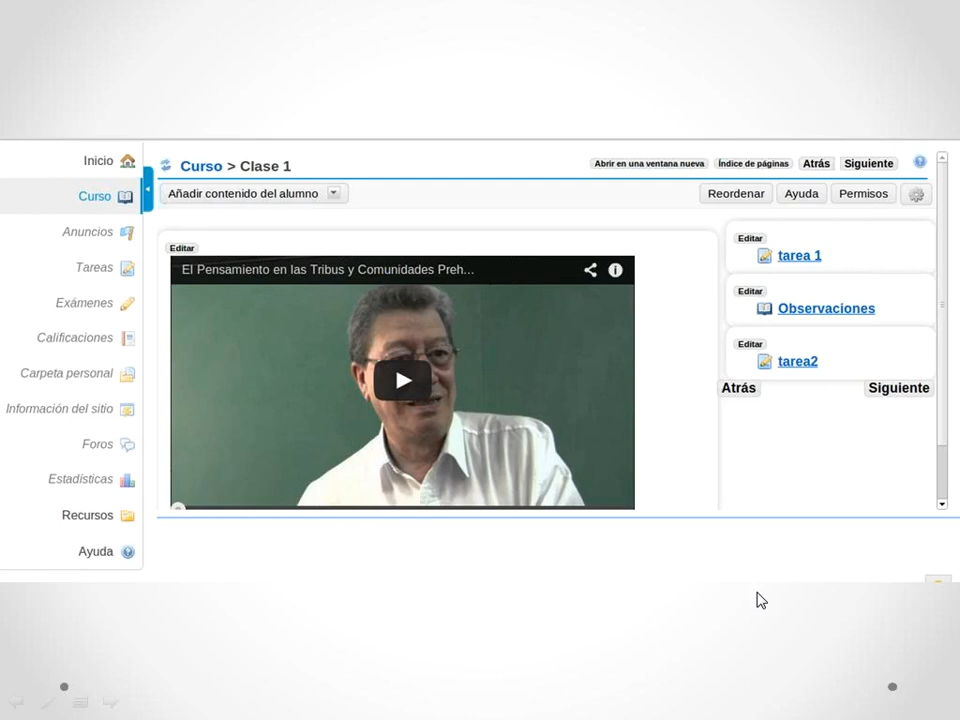 Inicio
Curso
Anuncios
Tareas
Exámenes
Calificaciones
Carpeta personal
Información del sitio
Foros
Estadísticas
Recursos
Ayuda
Curso > Clase 1
Abrir en una ventana nueva
Índice de páginas
Atrás
Siguiente
Añadir contenido del alumno
Reordenar
Ayuda
Permisos
Editar
El Pensamiento en las Tribus y Comunidades Preh...
Editar
tarea 1
Editar
Observaciones
Editar
tarea2
Atrás
Siguiente